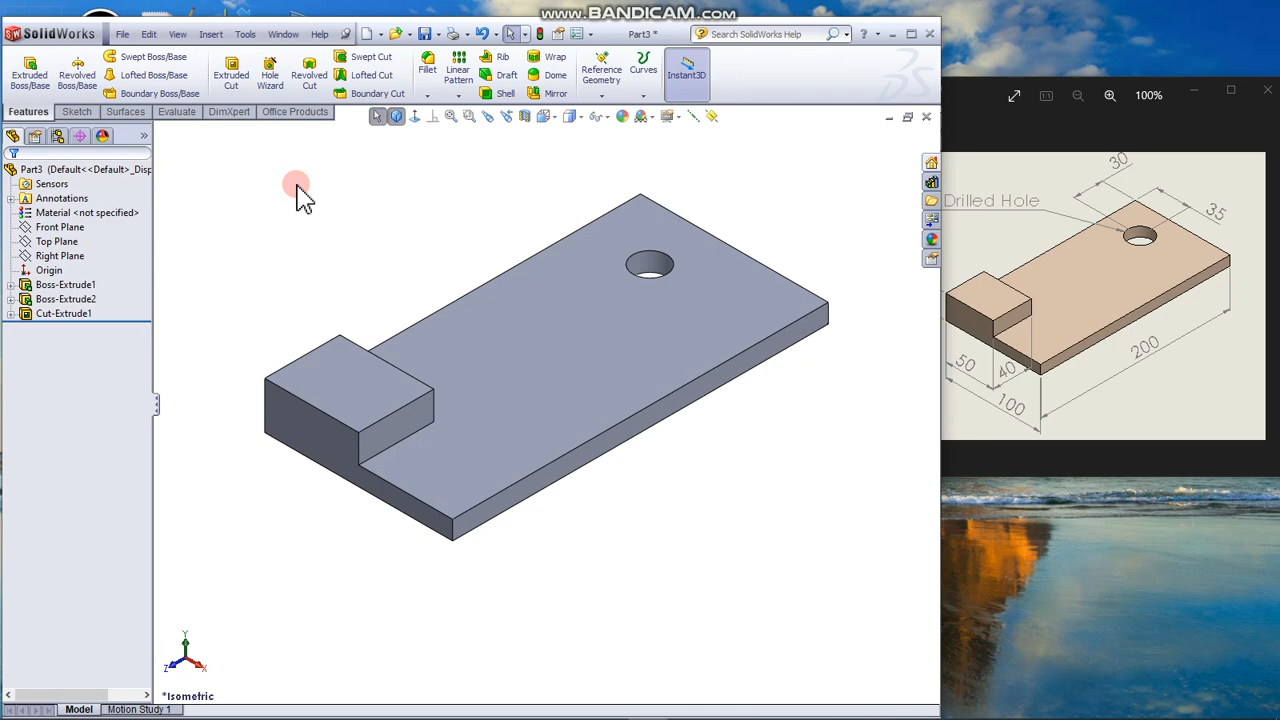 www.BANDICAM.com
SolidWorks File Edit View Insert Tools Window Help Part3 * Search SolidWorks Help
Extruded Boss/Base
Revolved Boss/Base
Swept Boss/Base
Lofted Boss/Base
Boundary Boss/Base
Extruded Cut
Hole Wizard
Revolved Cut
Swept Cut
Lofted Cut
Boundary Cut
Fillet
Linear Pattern
Rib
Draft
Shell
Wrap
Dome
Mirror
Reference Geometry
Curves
Instant3D
Features Sketch Surfaces Evaluate DimXpert Office Products
Part3 (Default<<Default>_Disp
Sensors
Annotations
Material <not specified>
Front Plane
Top Plane
Right Plane
Origin
Boss-Extrude1
Boss-Extrude2
Cut-Extrude1
Y
Z
X
*Isometric
Model Motion Study 1
100%
30
Drilled Hole
35
200
50
40
100